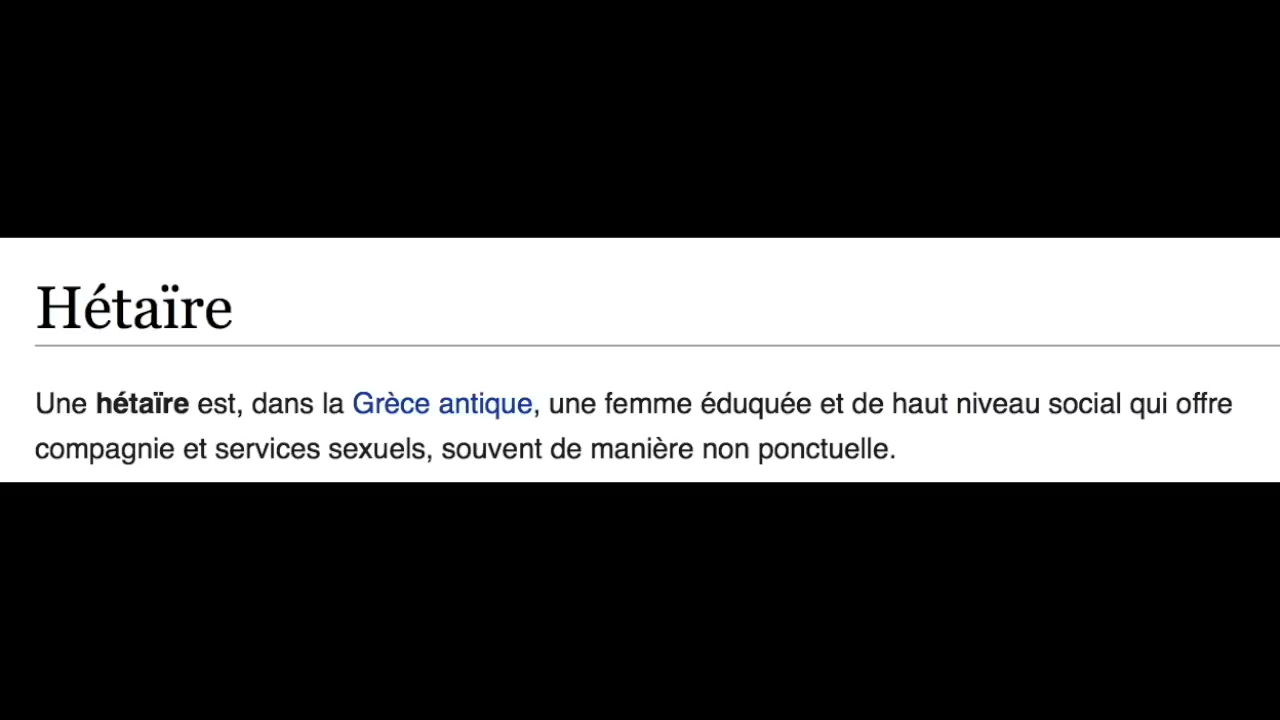 Hétaïre
Une hétaïre est, dans la Grèce antique, une femme éduquée et de haut niveau social qui offre
compagnie et services sexuels, souvent de manière non ponctuelle.